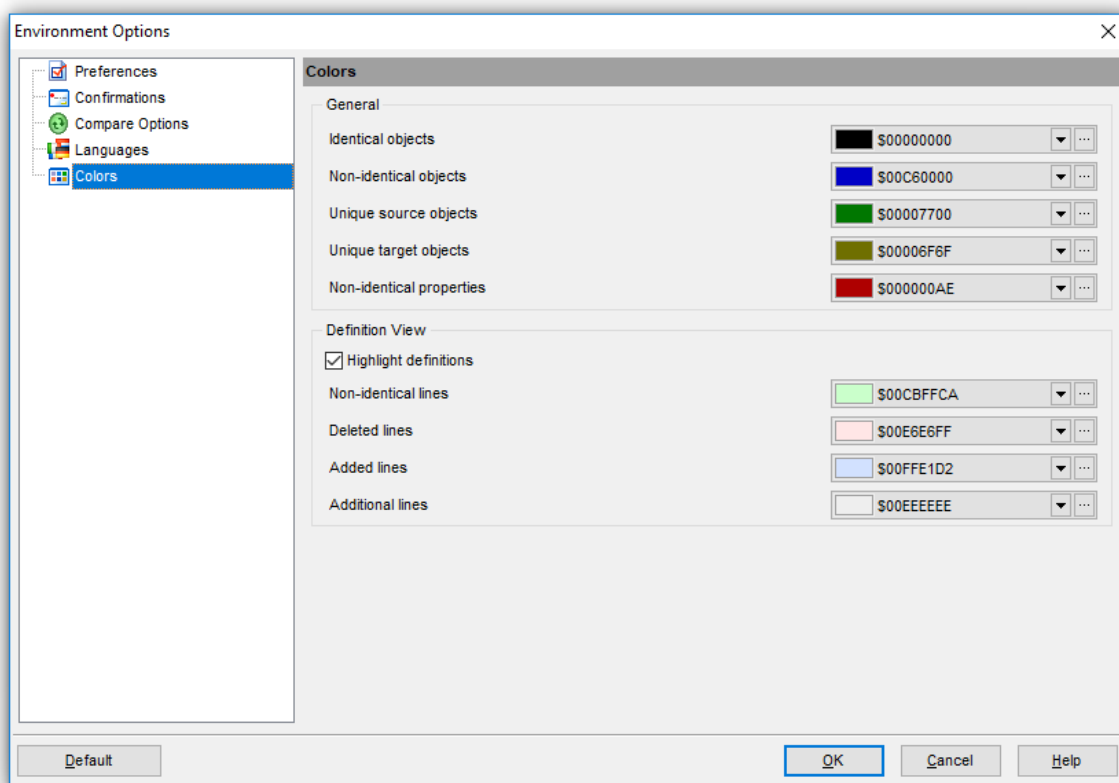 Environment Options
Preferences
Confirmations
Compare Options
Languages
Colors
Colors
General
Identical objects $00000000
Non-identical objects $00C60000
Unique source objects $00007700
Unique target objects $00006F6F
Non-identical properties $000000AE
Definition View
Highlight definitions
Non-identical lines $00CBFFCA
Deleted lines $00E6E6FF
Added lines $00FFE1D2
Additional lines $00EEEEEE
Default OK Cancel Help